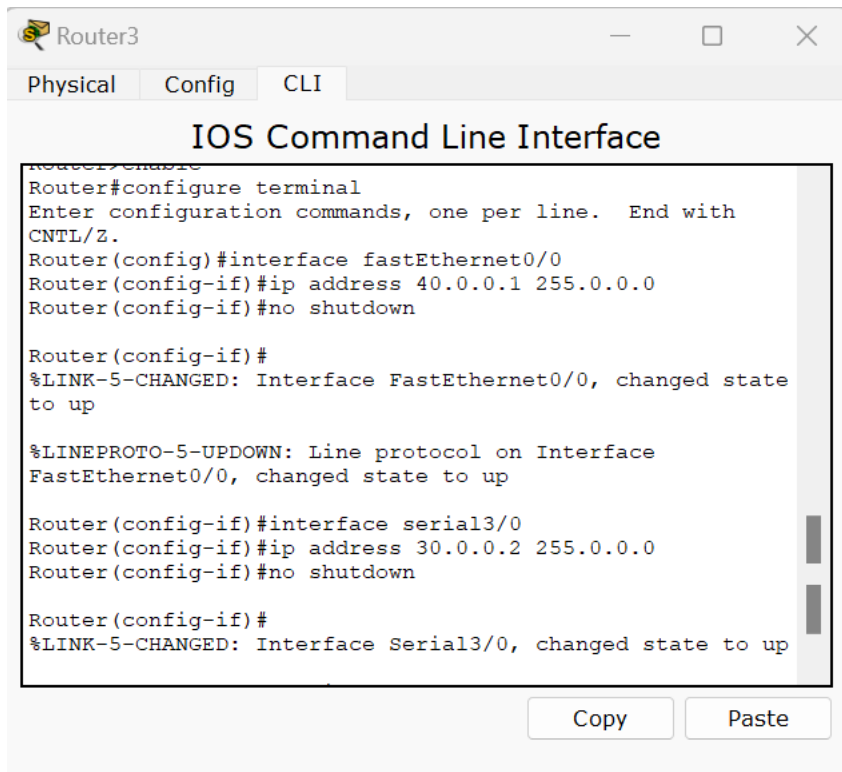 Router3
Physical Config CLI
IOS Command Line Interface
Router>enable
Router#configure terminal
Enter configuration commands, one per line.  End with
CNTL/Z.
Router(config)#interface fastEthernet0/0
Router(config-if)#ip address 40.0.0.1 255.0.0.0
Router(config-if)#no shutdown
Router(config-if)#
%LINK-5-CHANGED: Interface FastEthernet0/0, changed state
to up
%LINEPROTO-5-UPDOWN: Line protocol on Interface
FastEthernet0/0, changed state to up
Router(config-if)#interface serial3/0
Router(config-if)#ip address 30.0.0.2 255.0.0.0
Router(config-if)#no shutdown
Router(config-if)#
%LINK-5-CHANGED: Interface Serial3/0, changed state to up
Copy Paste